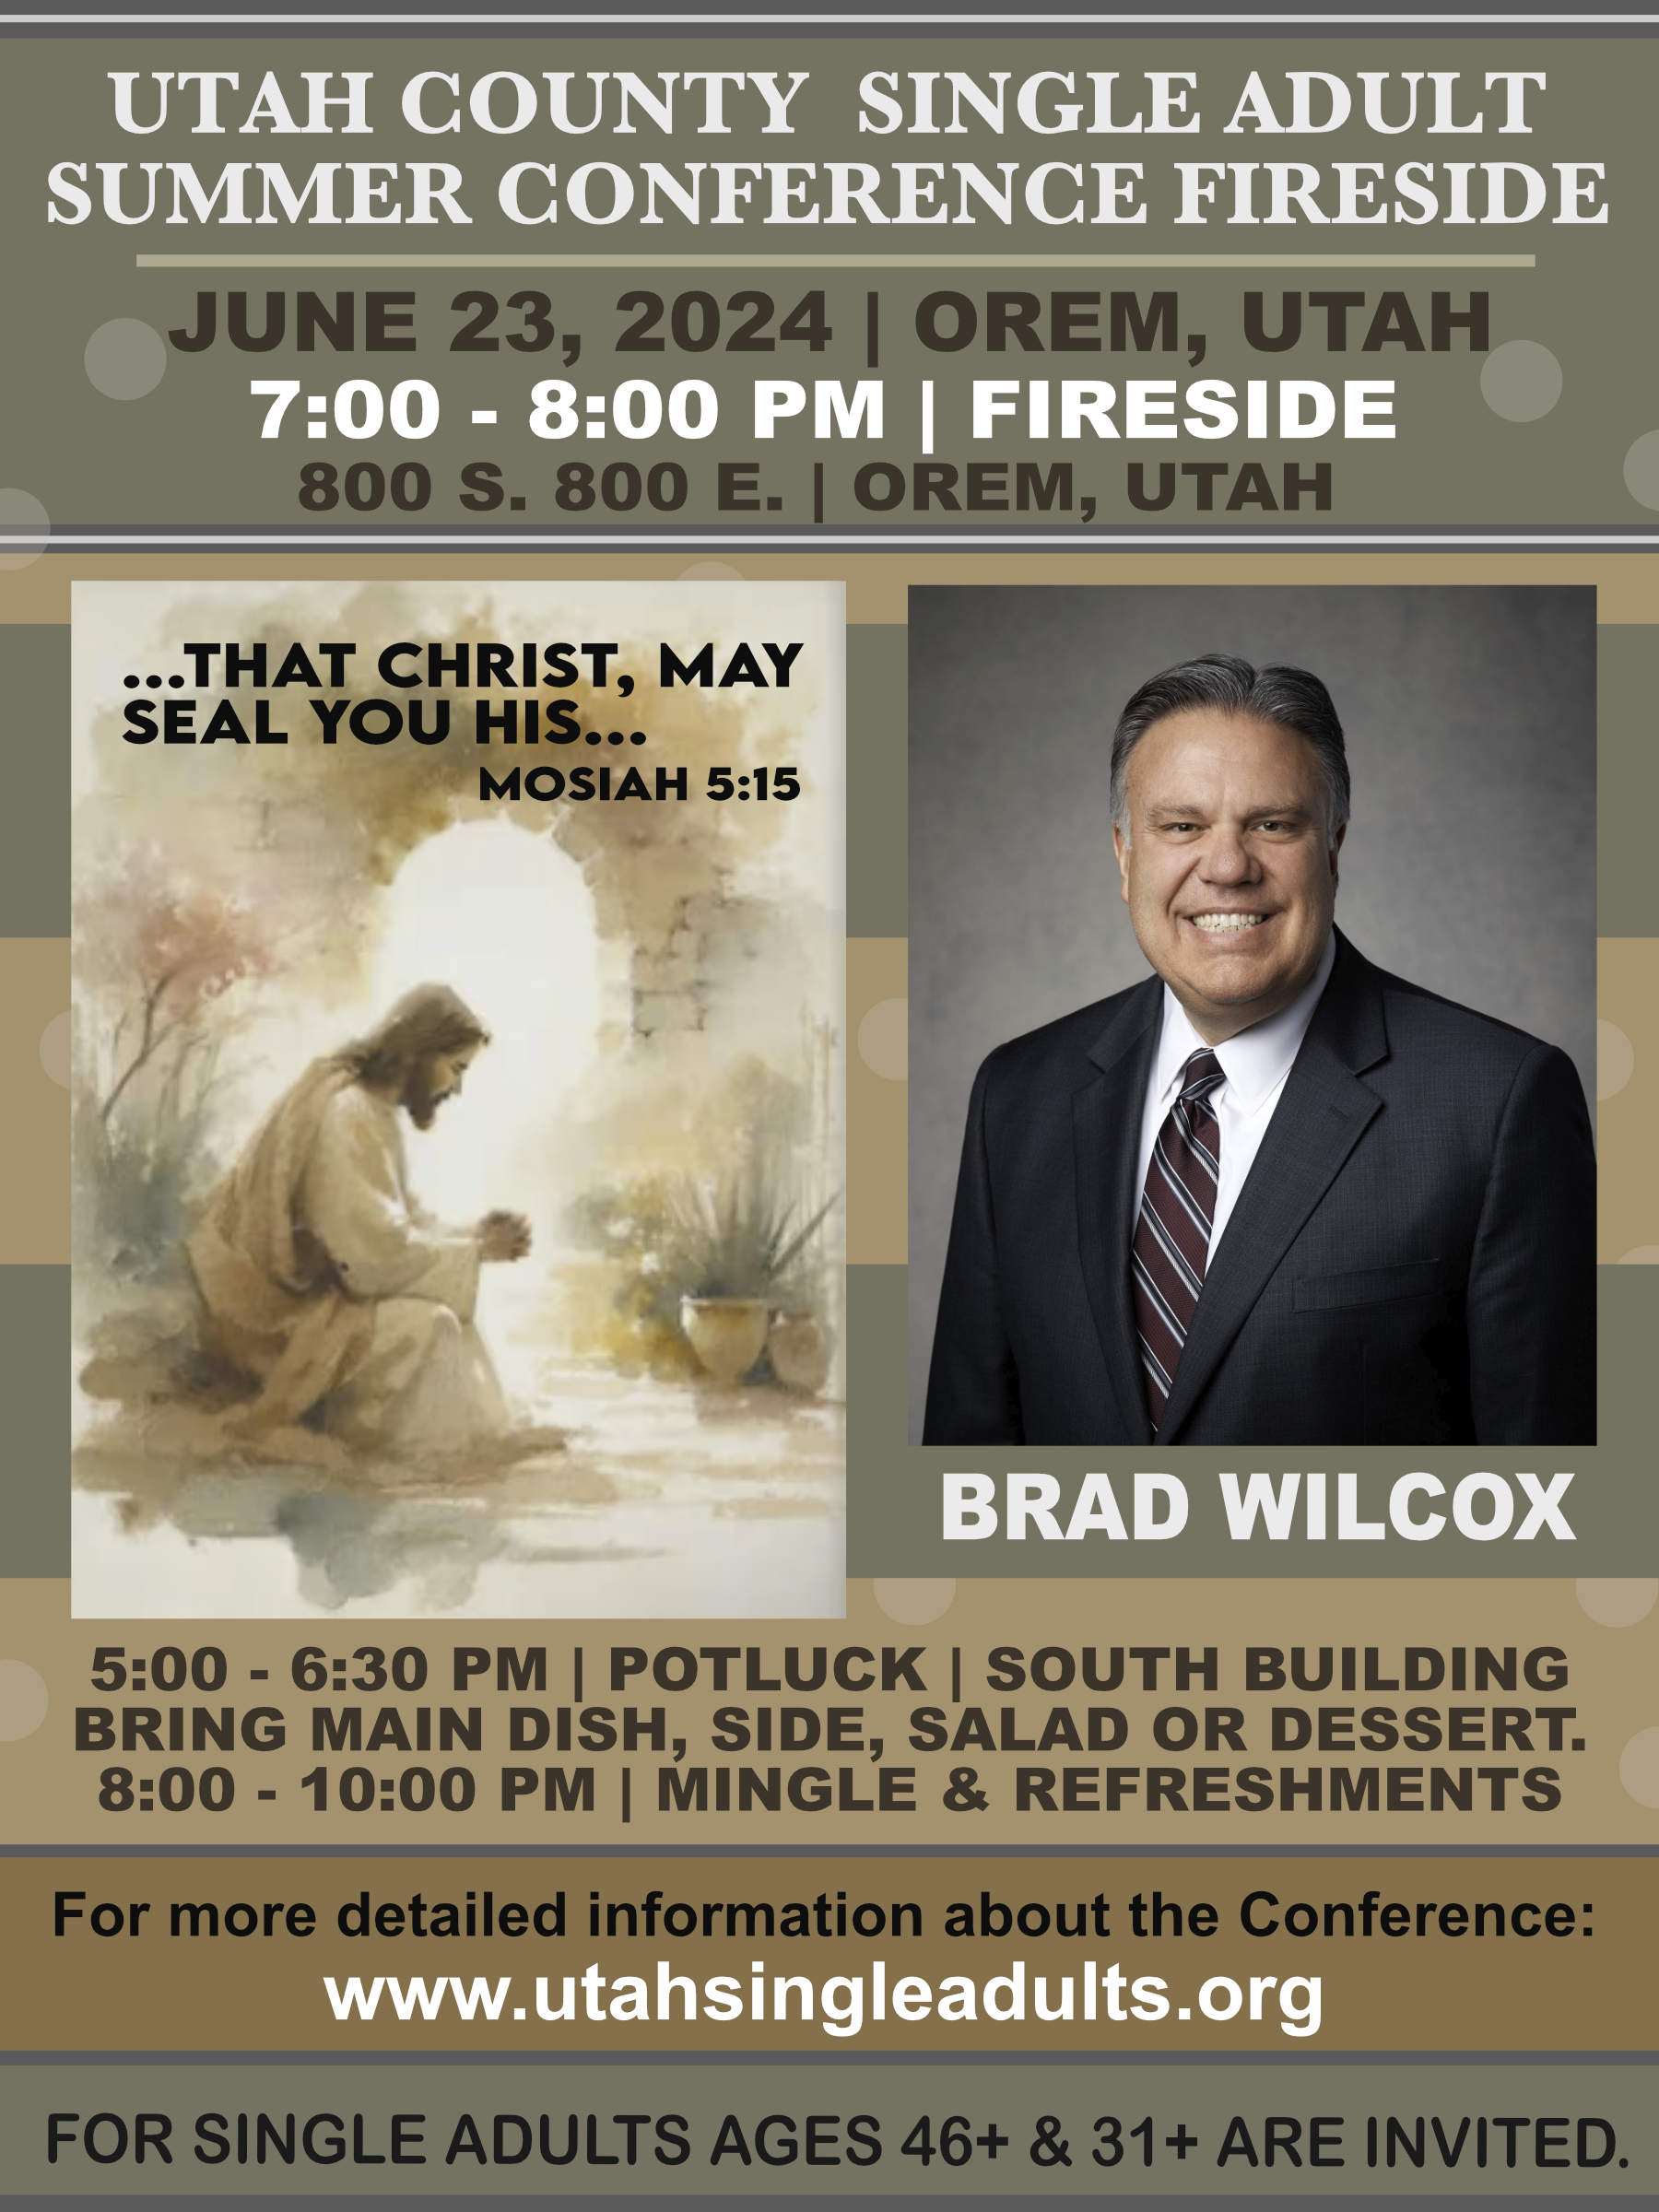 UTAH COUNTY SINGLE ADULT
SUMMER CONFERENCE FIRESIDE
JUNE 23, 2024 | OREM, UTAH
7:00 - 8:00 PM | FIRESIDE
800 S. 800 E. | OREM, UTAH
...THAT CHRIST, MAY
SEAL YOU HIS...
MOSIAH 5:15
BRAD WILCOX
5:00 - 6:30 PM | POTLUCK | SOUTH BUILDING
BRING MAIN DISH, SIDE, SALAD OR DESSERT.
8:00 - 10:00 PM | MINGLE & REFRESHMENTS
For more detailed information about the Conference:
www.utahsingleadults.org
FOR SINGLE ADULTS AGES 46+ & 31+ ARE INVITED.